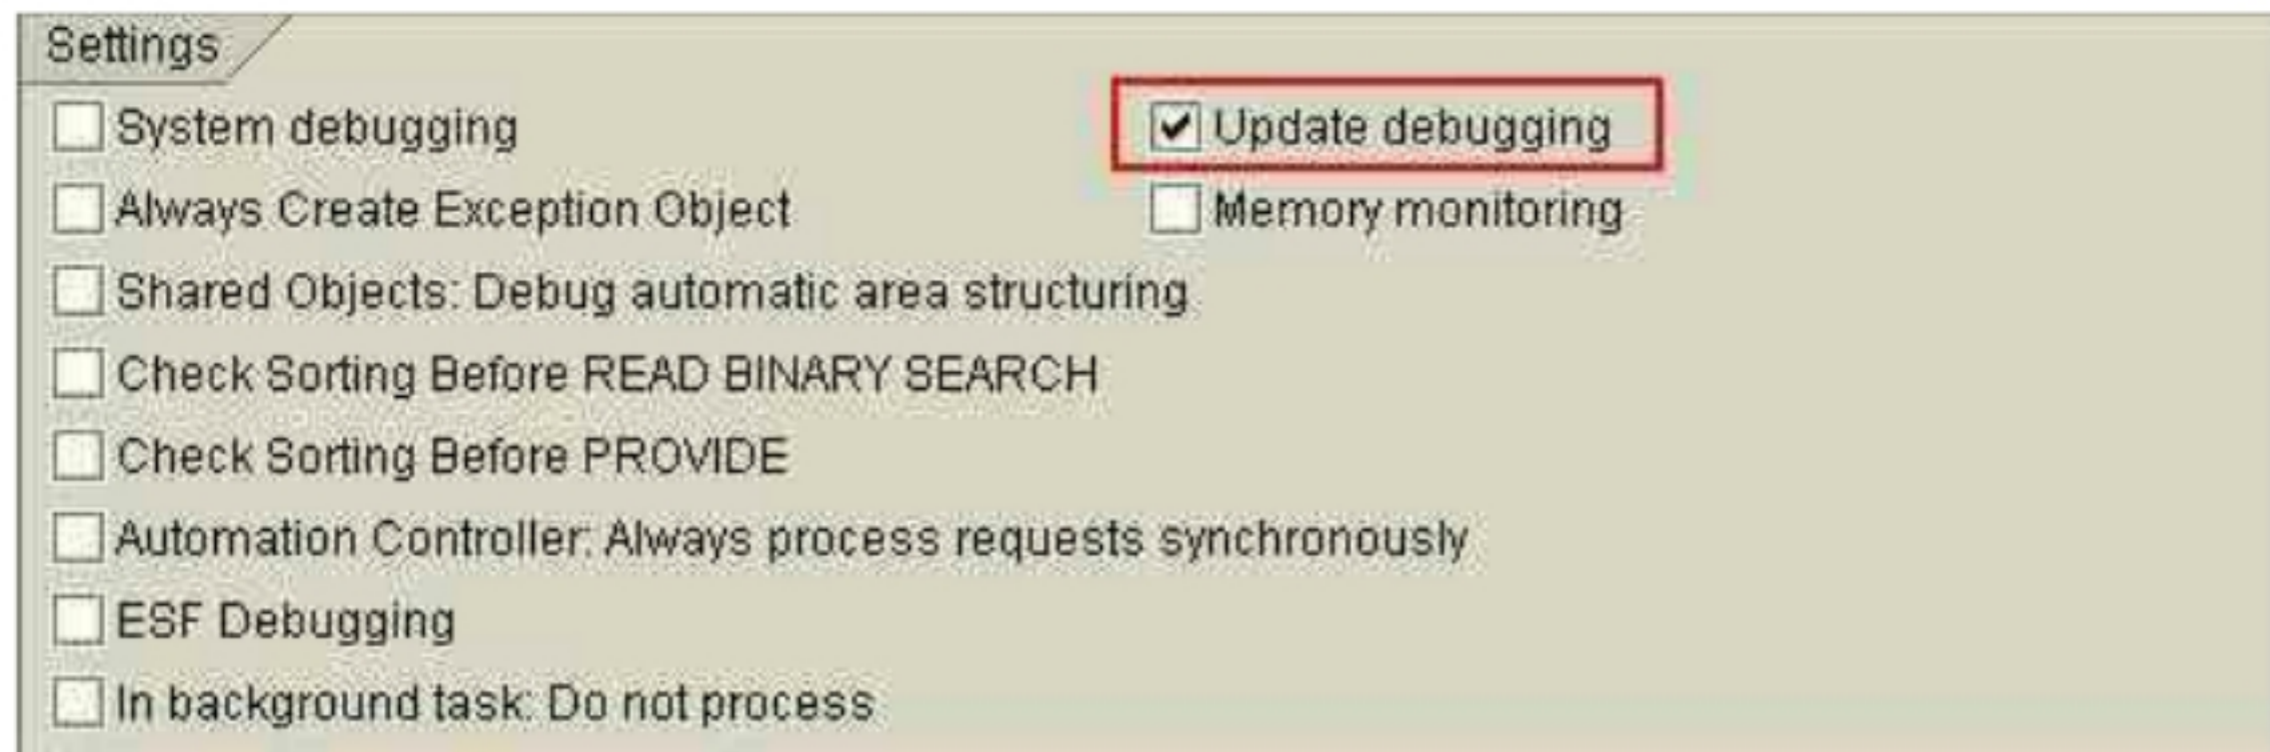 Settings
System debugging
Update debugging
Always Create Exception Object
Memory monitoring
Shared Objects: Debug automatic area structuring
Check Sorting Before READ BINARY SEARCH
Check Sorting Before PROVIDE
Automation Controller: Always process requests synchronously
ESF Debugging
In background task: Do not process